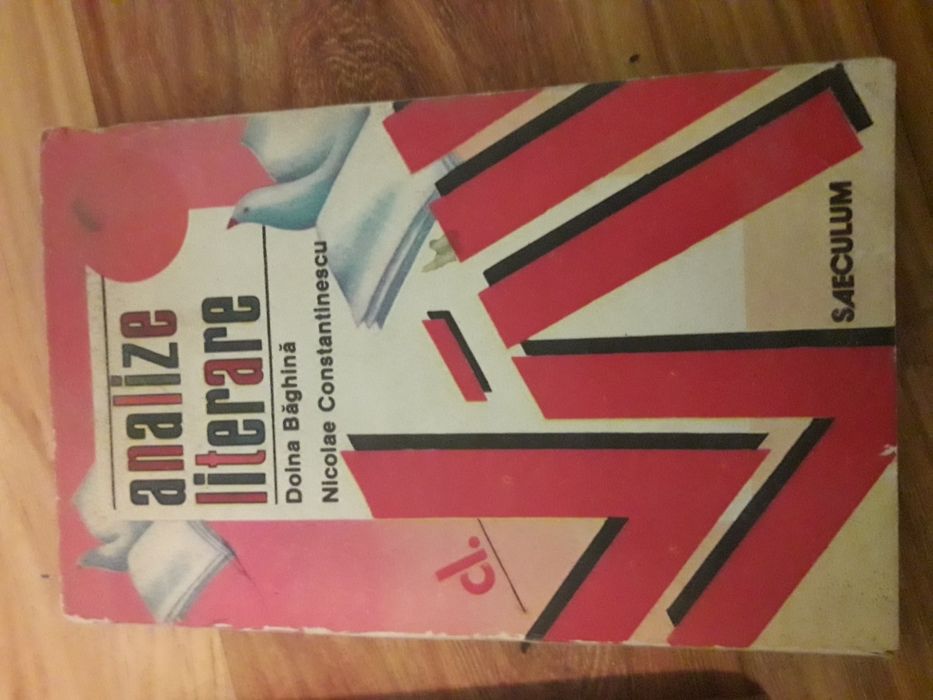 analize
literare
Doina Băghină
Nicolae Constantinescu
cl.
SAECULUM